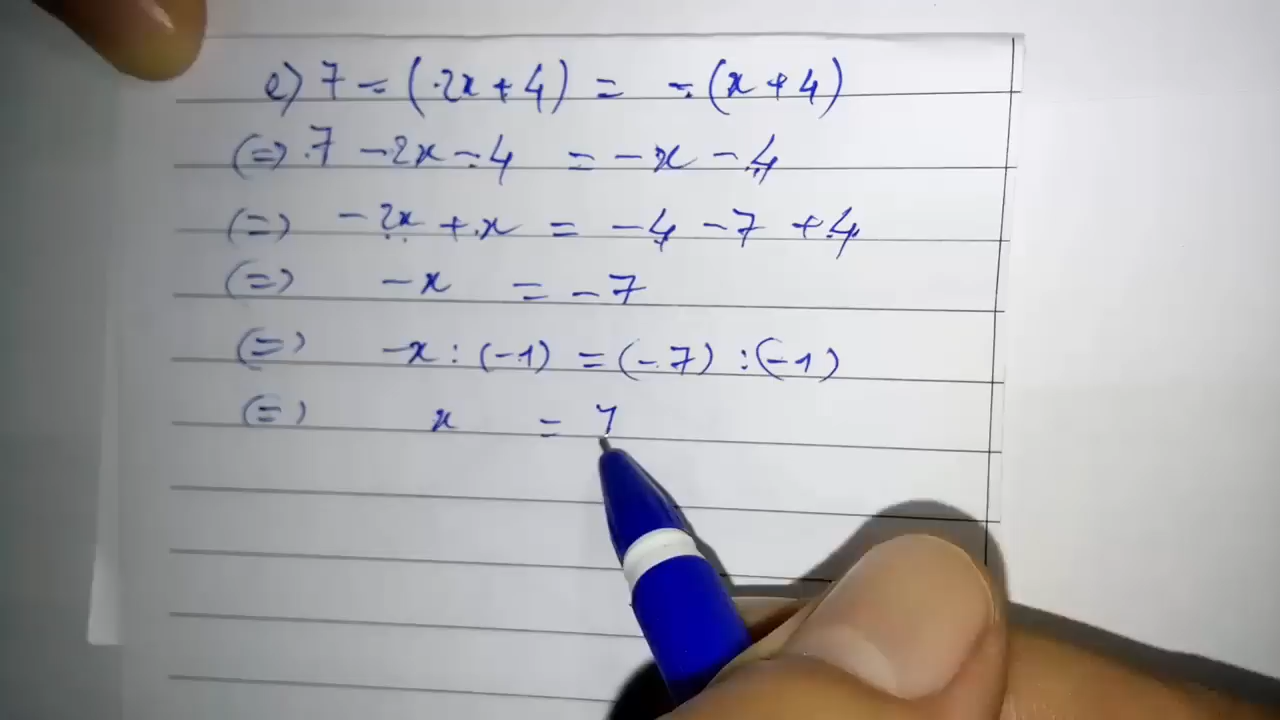 e) 7 - (2x + 4) = - (x + 4)
(=) 7 - 2x - 4 = - x - 4
(=) - 2x + x = - 4 - 7 + 4
(=) - x = - 7
(=) - x : (-1) = (-7) : (-1)
(=) x = 7